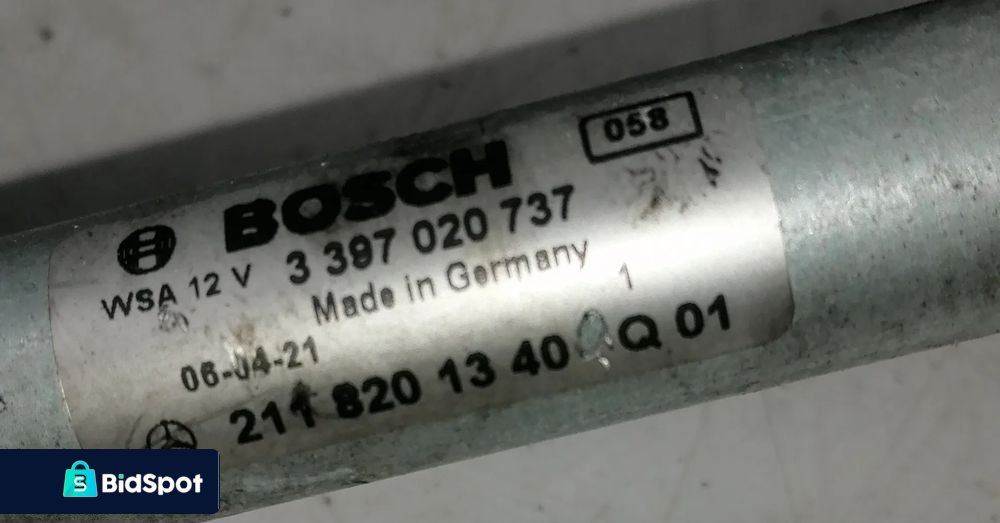 058
BOSCH
WSA 12 V 3 397 020 737
Made in Germany
1
06-04-21
211 820 13 40 Q 01
BidSpot